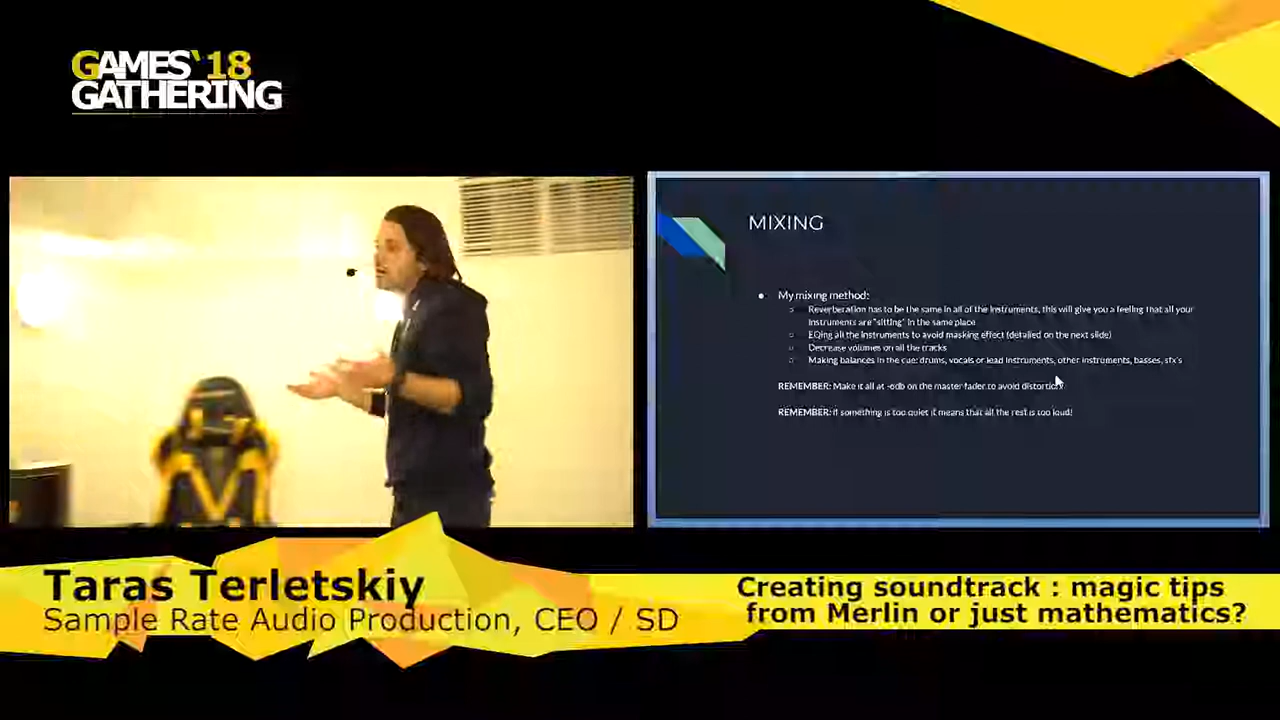 GAMES`18
GATHERING
MIXING
My mixing method:
Reverberation has to be the same in all of the instruments, this will give you a feeling that all your
instruments are "sitting" in the same place
EQing all the instruments to avoid masking effect (detailed on the next slide)
Decrease volumes on all the tracks
Making balances in the cue: drums, vocals or lead instruments, other instruments, basses, sfx's
REMEMBER: Make it all at -6db on the master fader to avoid distortion!
REMEMBER: if something is too quiet it means that all the rest is too loud!
Taras Terletskiy
Sample Rate Audio Production, CEO / SD
Creating soundtrack : magic tips
from Merlin or just mathematics?